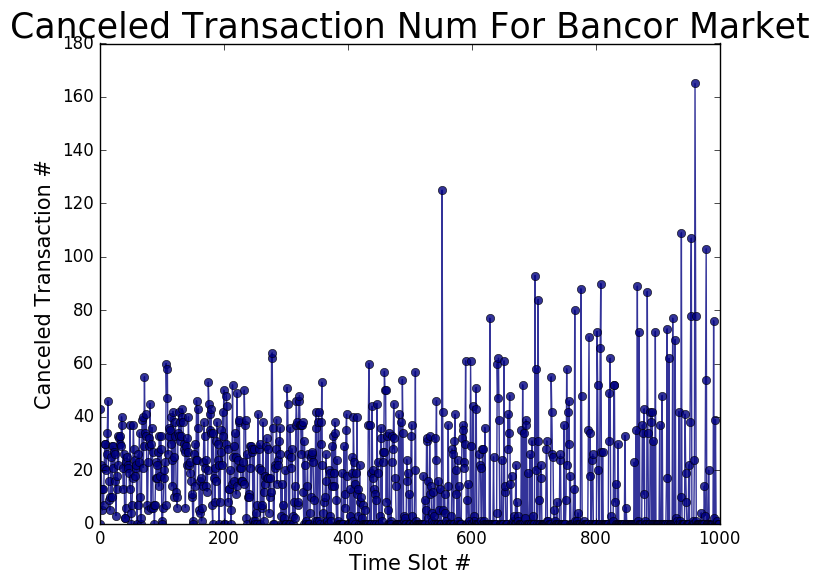 Canceled Transaction Num For Bancor Market
180
160
140
120
100
80
60
40
20
0
Canceled Transaction #
0 200 400 600 800 1000
Time Slot #